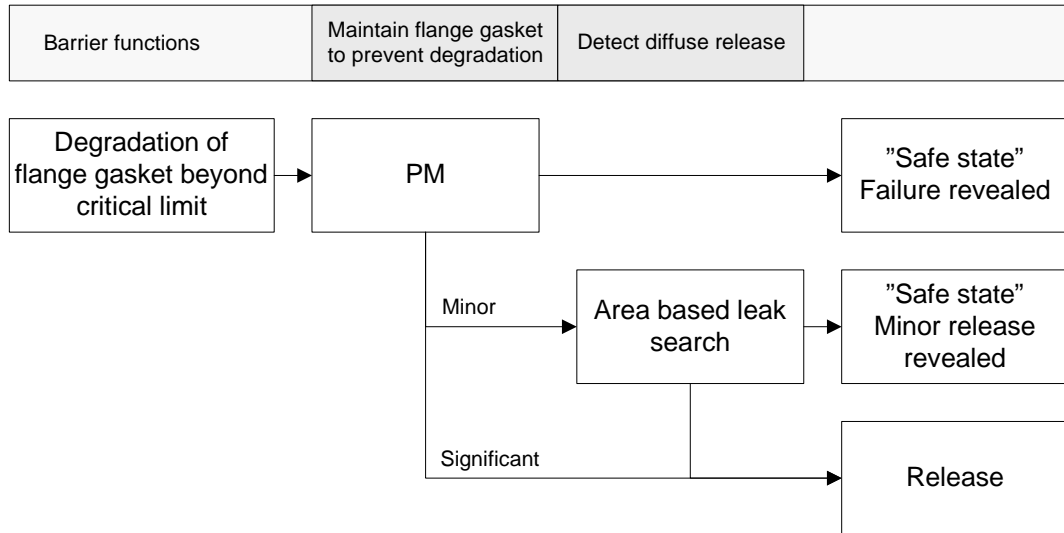 Barrier functions
Maintain flange gasket
to prevent degradation
Detect diffuse release
Degradation of
flange gasket beyond
critical limit
PM
”Safe state”
Failure revealed
Minor
Area based leak
search
”Safe state”
Minor release
revealed
Significant
Release